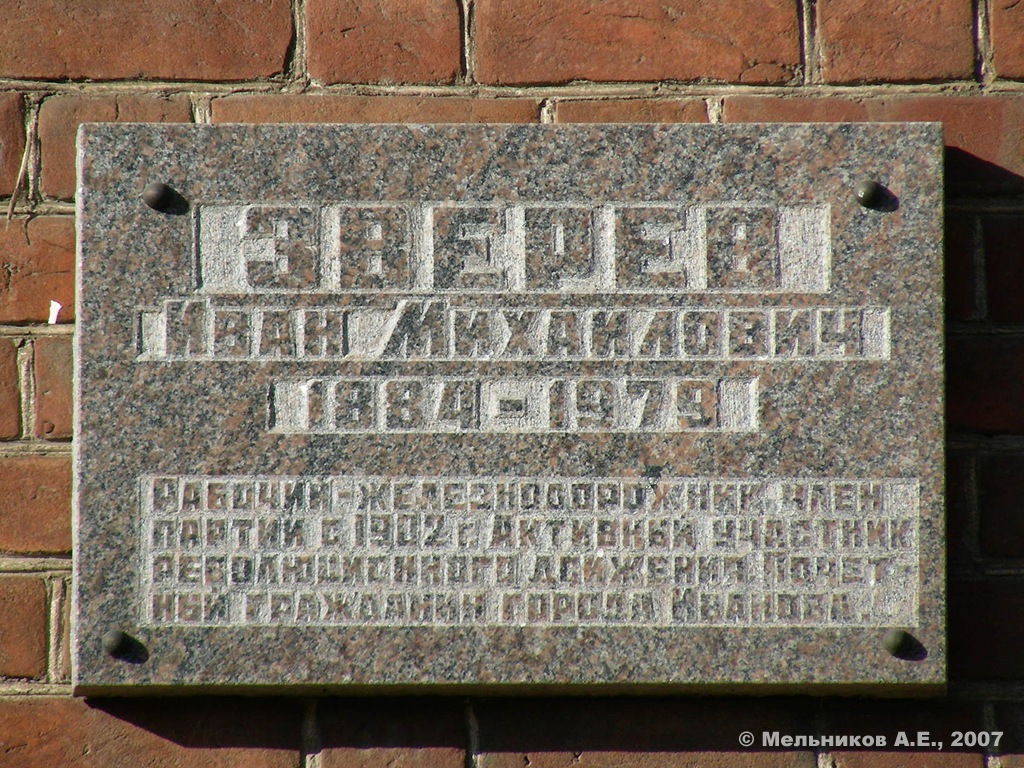 ЗВЕРЕВ
Иван Михайлович
1884-1979
Рабочий-железнодорожник, член
партии с 1902 г. Активный участник
революционного движения. Почет-
ный гражданин города Иванова.
© Мельников А.Е., 2007